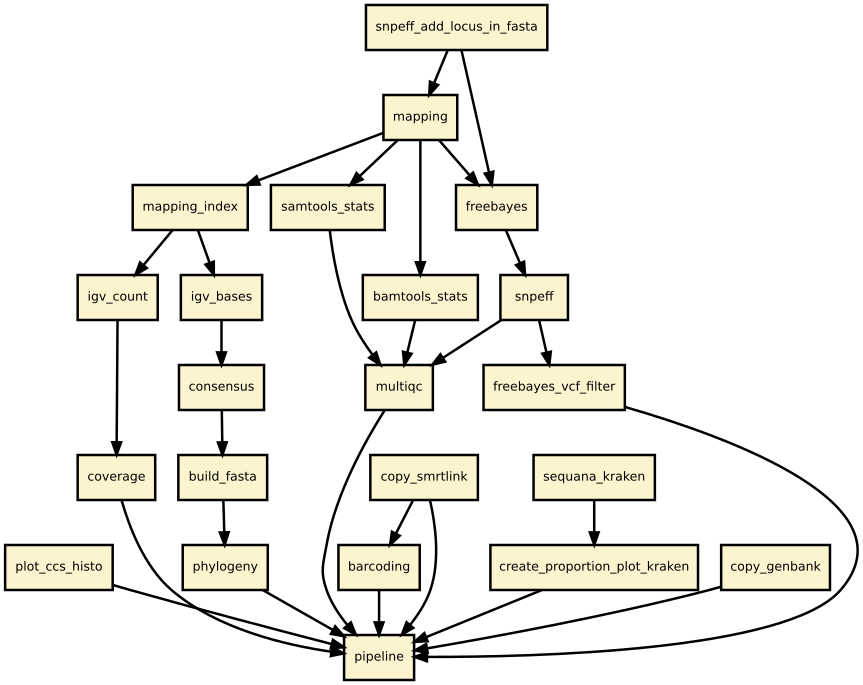 snpeff_add_locus_in_fasta
mapping
mapping_index
samtools_stats
freebayes
igv_count
igv_bases
bamtools_stats
snpeff
consensus
multiqc
freebayes_vcf_filter
coverage
build_fasta
copy_smrtlink
sequana_kraken
plot_ccs_histo
phylogeny
barcoding
create_proportion_plot_kraken
copy_genbank
pipeline